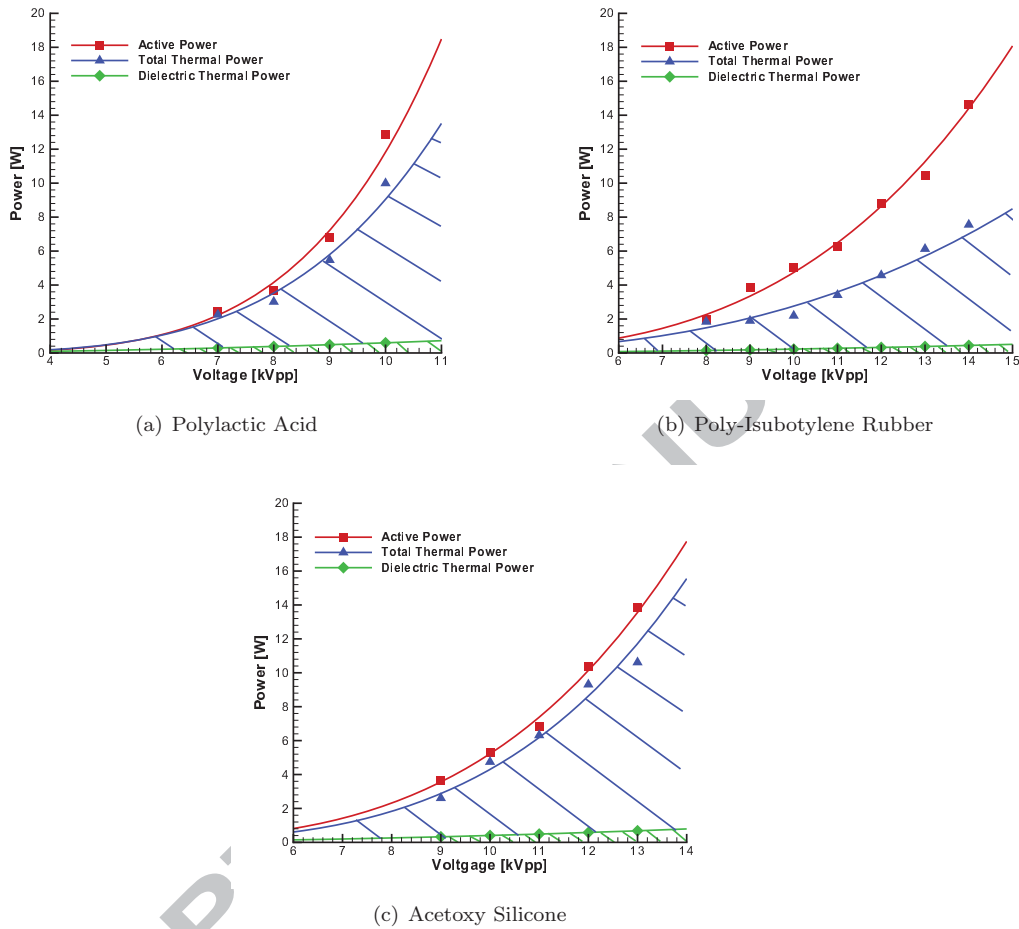 20
18
16
14
12
10
8
6
4
2
0
Power [W]
Active Power
Total Thermal Power
Dielectric Thermal Power
4 5 6 7 8 9 10 11
Voltage [kVpp]
(a) Polylactic Acid
20
18
16
14
12
10
8
6
4
2
0
Power [W]
Active Power
Total Thermal Power
Dielectric Thermal Power
6 7 8 9 10 11 12 13 14 15
Voltage [kVpp]
(b) Poly-Isubotylene Rubber
20
18
16
14
12
10
8
6
4
2
0
Power [W]
Active Power
Total Thermal Power
Dielectric Thermal Power
6 7 8 9 10 11 12 13 14
Voltgage [kVpp]
(c) Acetoxy Silicone